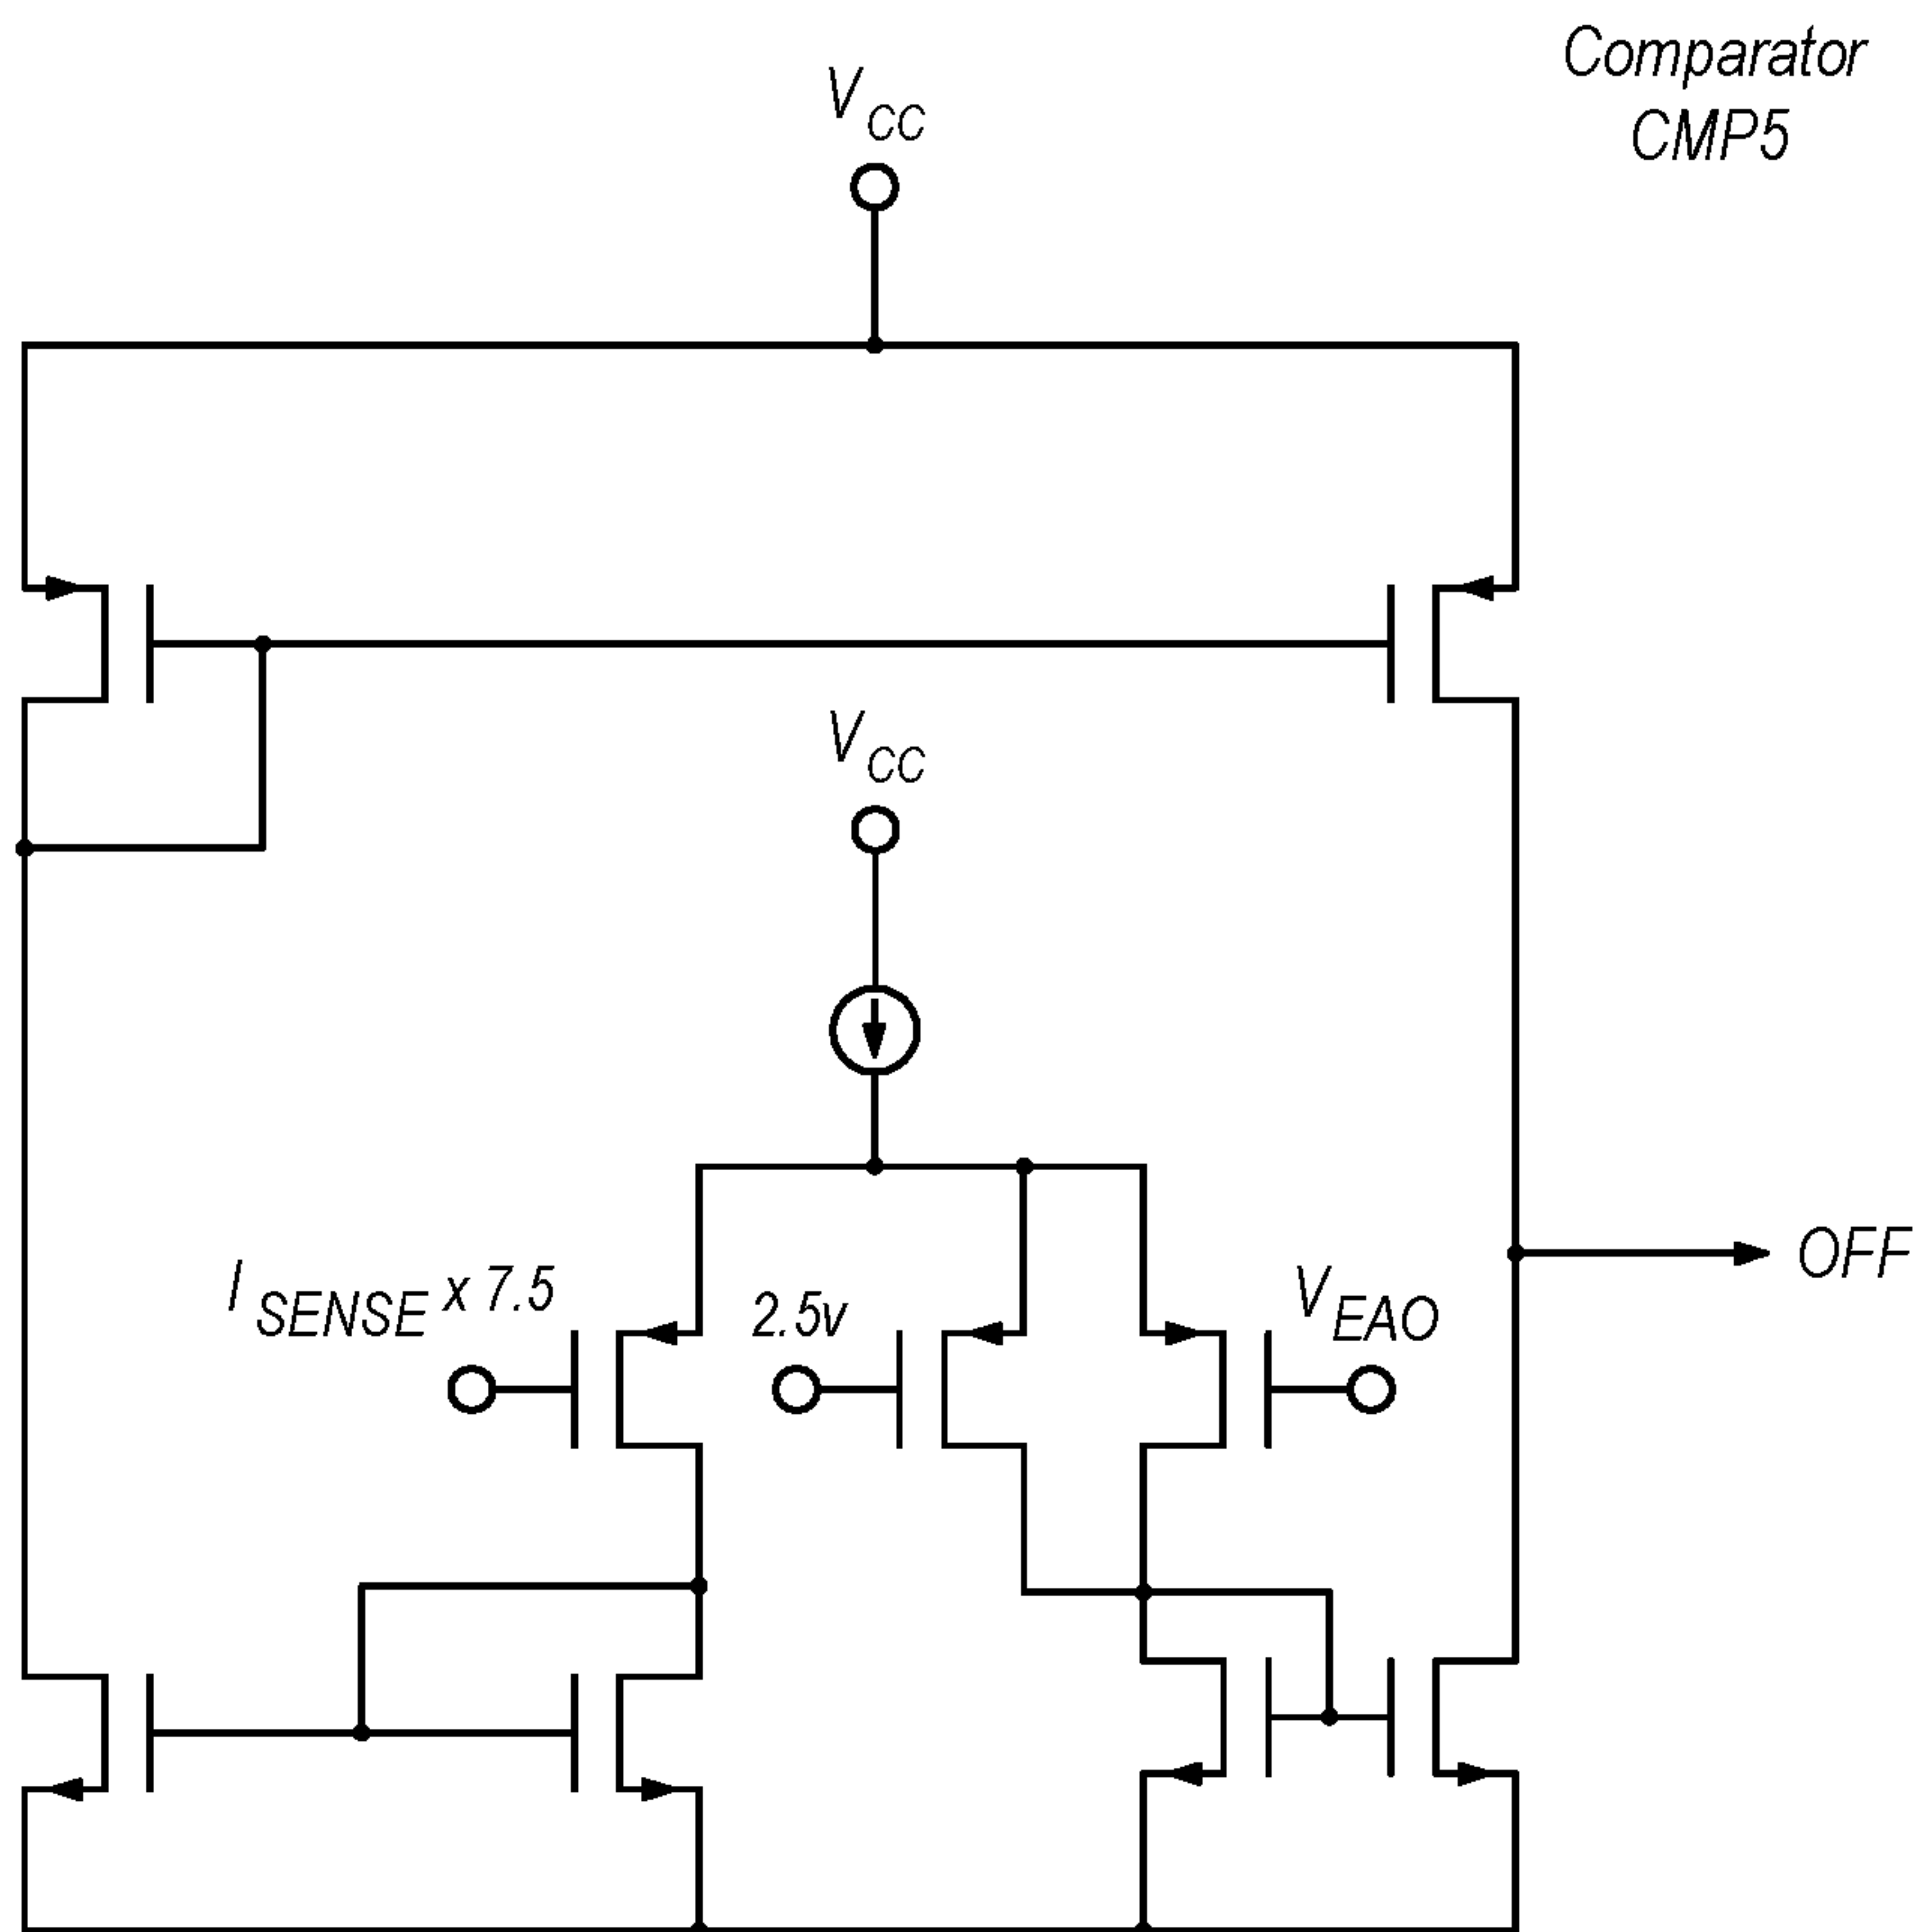 Comparator
CMP5
VCC
VCC
ISENSE x 7.5
2.5v
VEAO
OFF